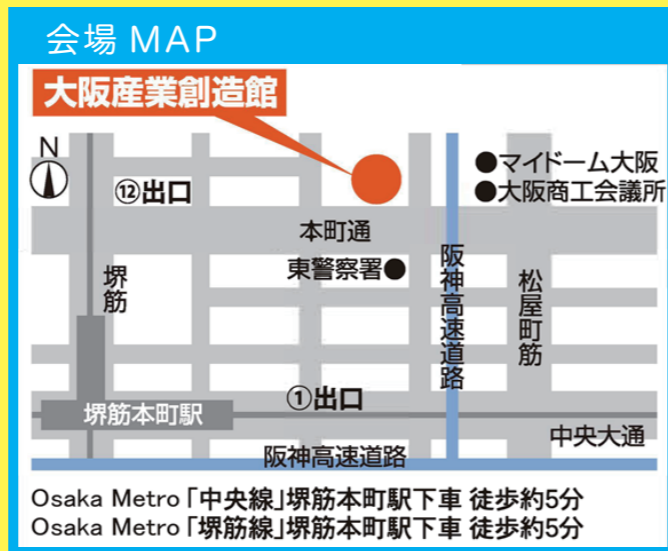 会場 MAP
大阪産業創造館
N
⑫出口
●マイドーム大阪
●大阪商工会議所
本町通
東警察署●
堺筋
阪神高速道路
松屋町筋
①出口
堺筋本町駅
中央大通
阪神高速道路
Osaka Metro「中央線」堺筋本町駅下車 徒歩約5分
Osaka Metro「堺筋線」堺筋本町駅下車 徒歩約5分